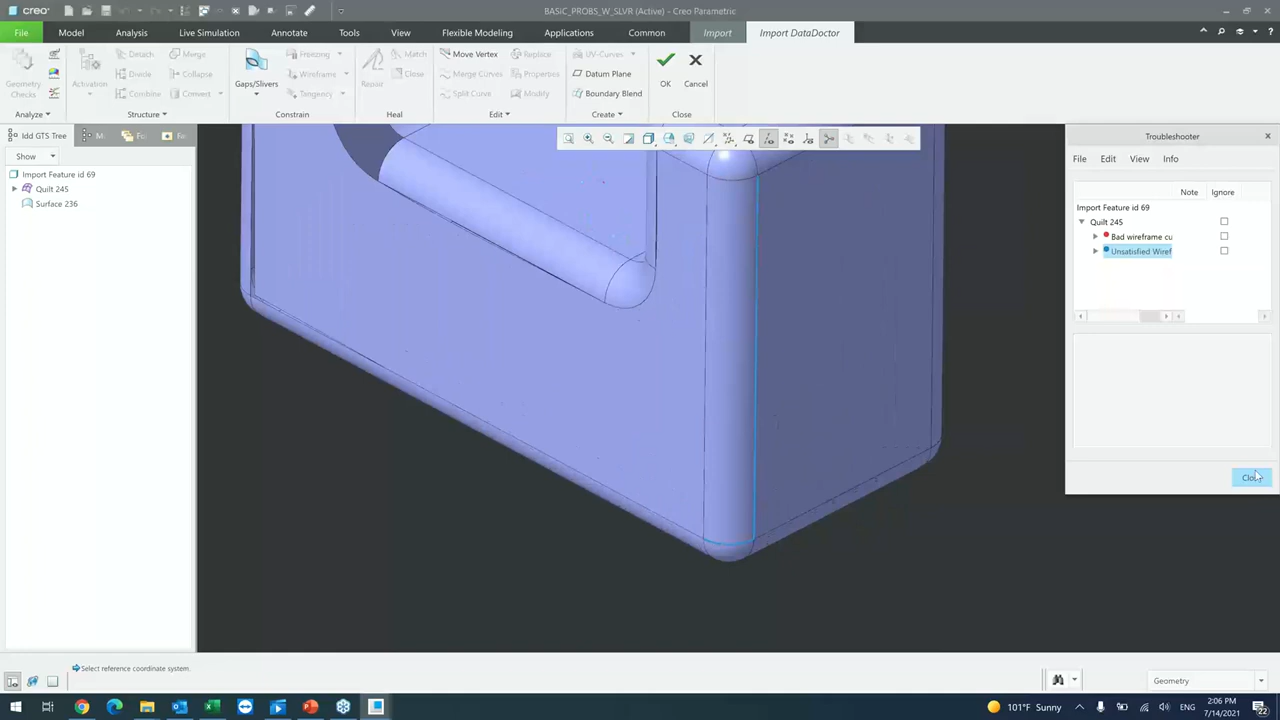 creo
BASIC_PROBS_W_SLVR (Active) - Creo Parametric
File Model Analysis Live Simulation Annotate Tools View Flexible Modeling Applications Common Import Import DataDoctor
Geometry Checks
Analyze
Activation
Detach
Divide
Combine
Merge
Collapse
Convert
Structure
Gaps/Slivers
Freitong
Wireframe
Tangency
Constrain
Repair
Match
Close
Heal
Move Vertex
Merge Curves
Split Curve
Replace
Properties
Modify
Edit
UV-Curves
Datum Plane
Boundary Blend
Create
OK
Cancel
Close
Idd GTS Tree
M
Fo
Fe
Show
Import Feature id 69
Quilt 245
Surface 236
Troubleshooter
File Edit View Info
Note Ignore
Import Feature id 69
Quilt 245
Bad wireframe cu
Unsatisfied Wiref
Select reference coordinate system.
Geometry
101°F Sunny
ENG
2:06 PM
7/14/2021
22